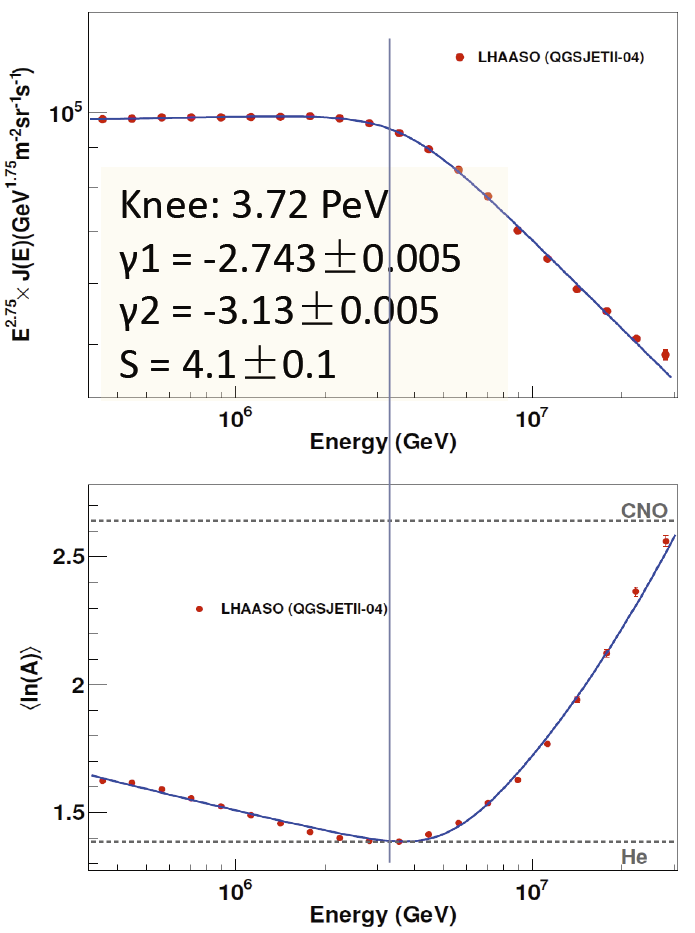 LHAASO (QGSJETII-04)
10⁵
E^2.75 × J(E)(GeV^1.75 m⁻² sr⁻¹ s⁻¹)
Knee: 3.72 PeV
γ1 = -2.743±0.005
γ2 = -3.13±0.005
S = 4.1±0.1
10⁶ 10⁷
Energy (GeV)
CNO
2.5
LHAASO (QGSJETII-04)
⟨ln(A)⟩
2
1.5
He
10⁶ 10⁷
Energy (GeV)